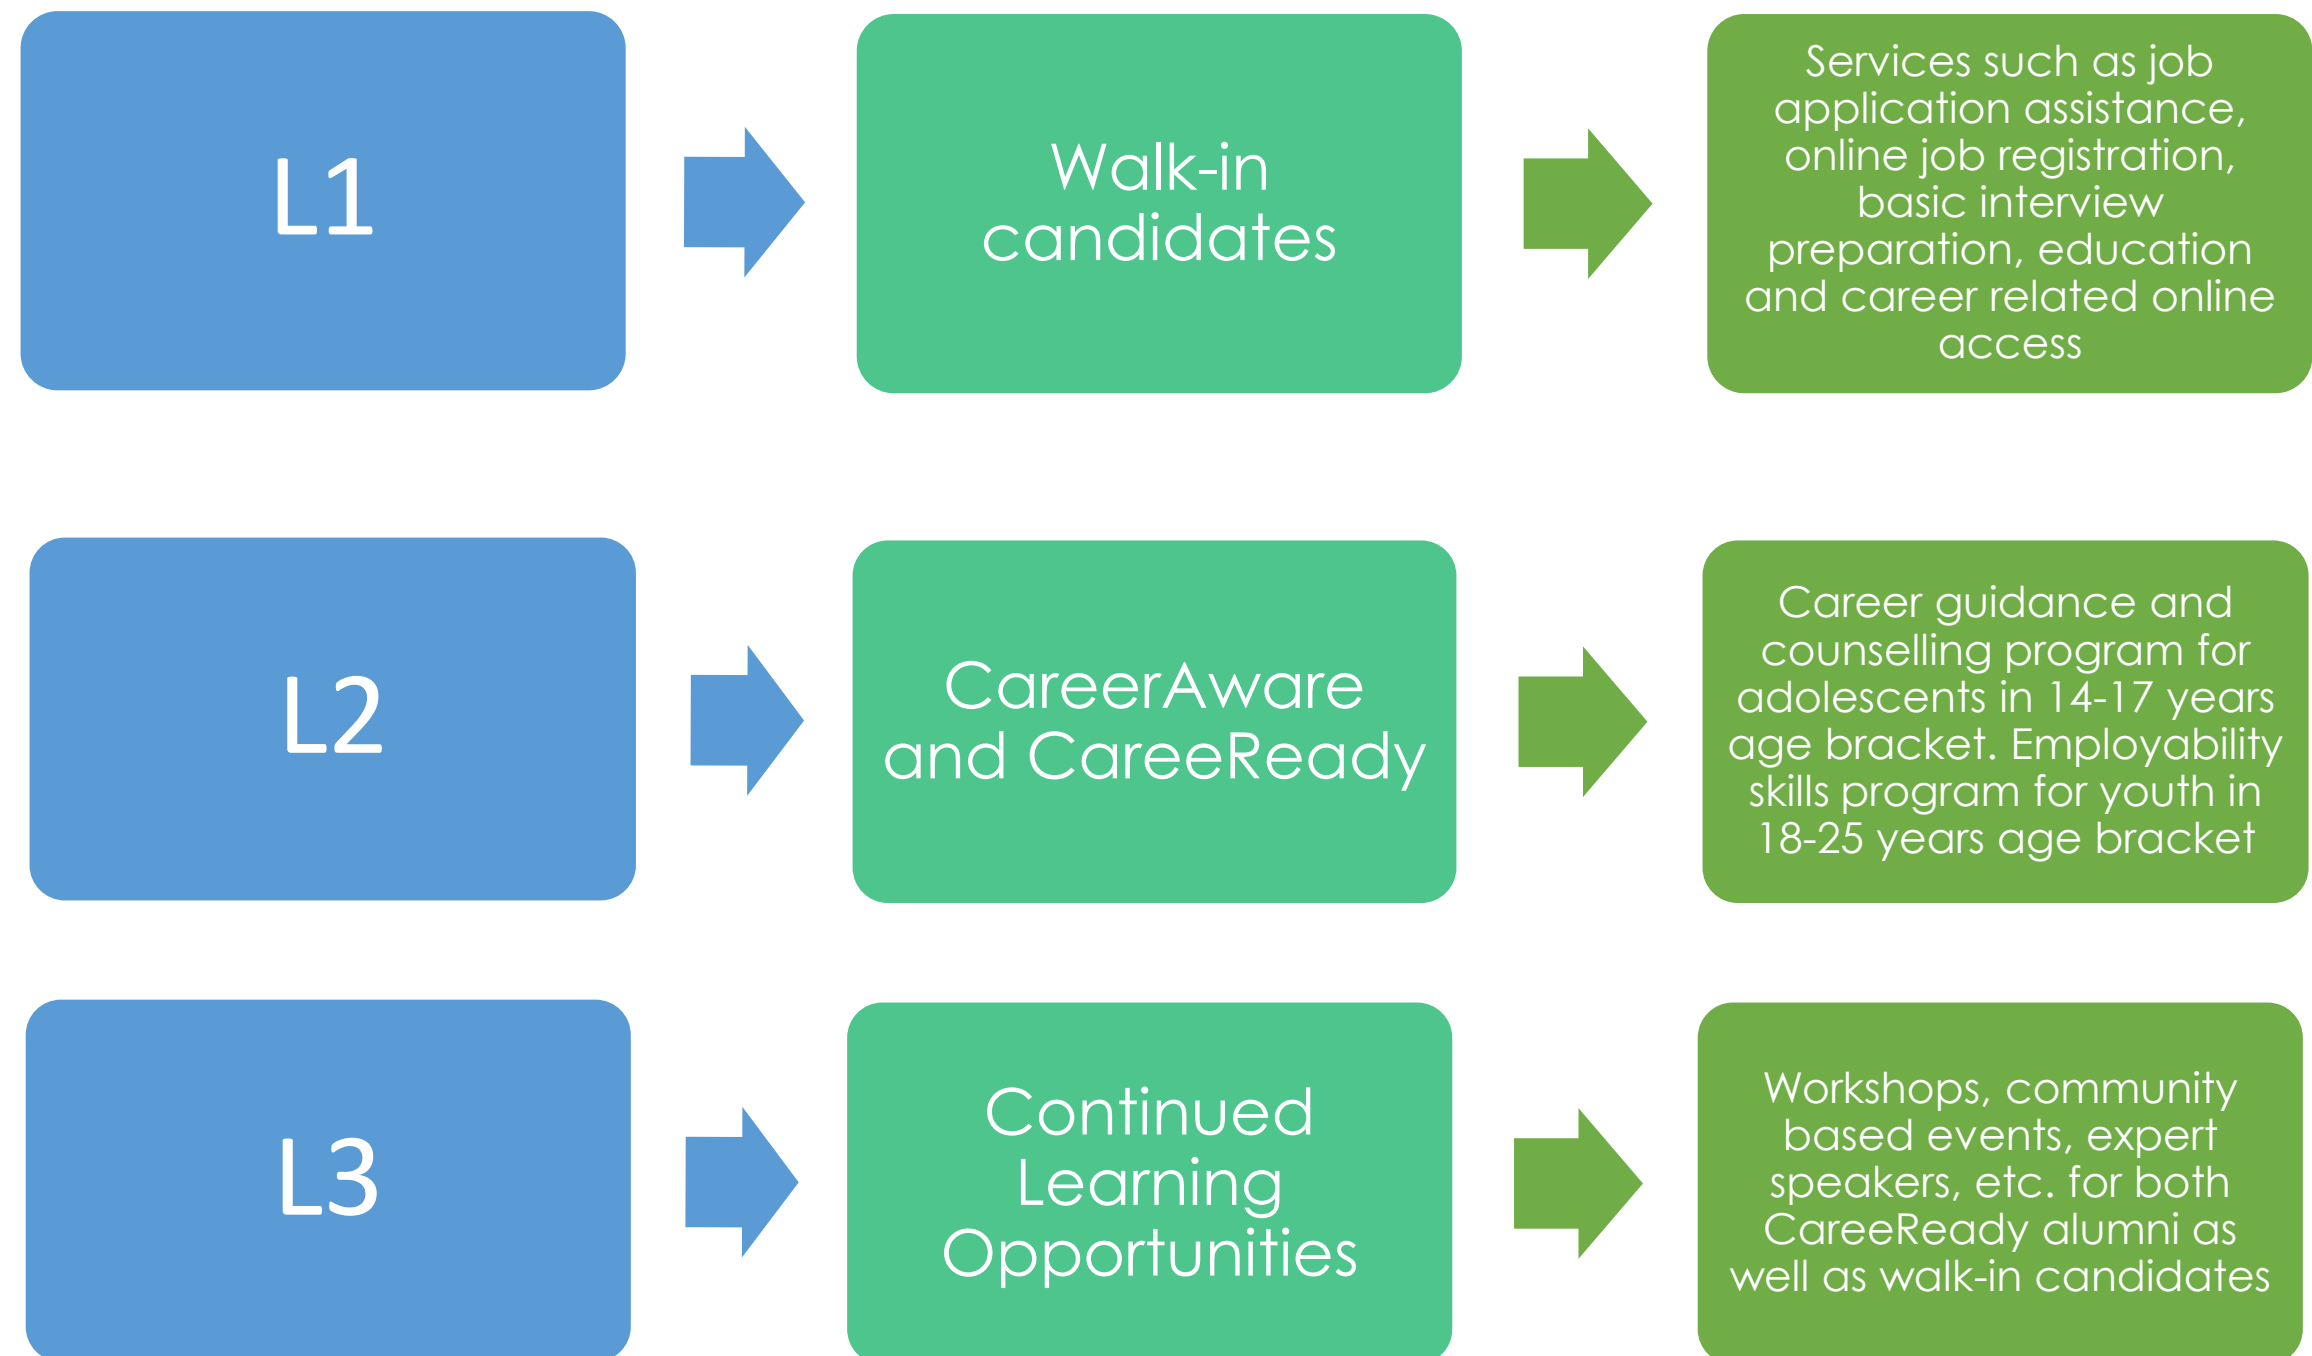 L1
Walk-in
candidates
Services such as job
application assistance,
online job registration,
basic interview
preparation, education
and career related online
access
L2
CareerAware
and CareeReady
Career guidance and
counselling program for
adolescents in 14-17 years
age bracket. Employability
skills program for youth in
18-25 years age bracket
L3
Continued
Learning
Opportunities
Workshops, community
based events, expert
speakers, etc. for both
CareeReady alumni as
well as walk-in candidates